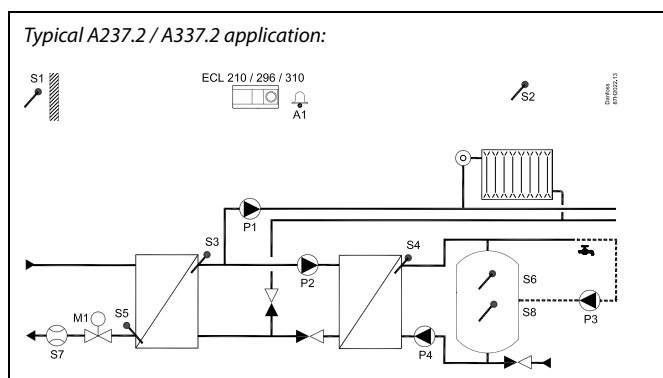 Typical A237.2 / A337.2 application:
S1
ECL 210 / 296 / 310
A1
S2
Danfoss
87H2022.13
P1
S3
P2
S4
S6
S8
P3
M1
S5
S7
P4